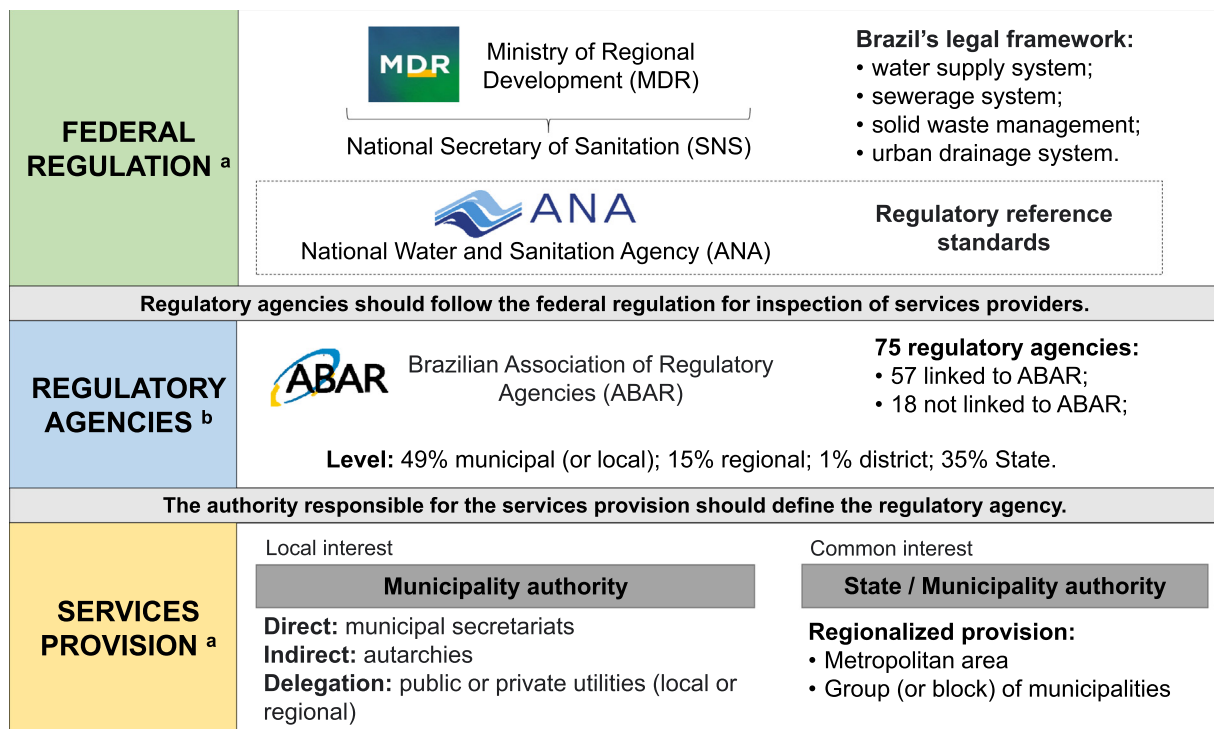 FEDERAL
REGULATION a
MDR
Ministry of Regional
Development (MDR)
National Secretary of Sanitation (SNS)
Brazil’s legal framework:
• water supply system;
• sewerage system;
• solid waste management;
• urban drainage system.
ANA
National Water and Sanitation Agency (ANA)
Regulatory reference
standards
Regulatory agencies should follow the federal regulation for inspection of services providers.
REGULATORY
AGENCIES b
ABAR
Brazilian Association of Regulatory
Agencies (ABAR)
75 regulatory agencies:
• 57 linked to ABAR;
• 18 not linked to ABAR;
Level: 49% municipal (or local); 15% regional; 1% district; 35% State.
The authority responsible for the services provision should define the regulatory agency.
SERVICES
PROVISION a
Local interest
Municipality authority
Direct: municipal secretariats
Indirect: autarchies
Delegation: public or private utilities (local or
regional)
Common interest
State / Municipality authority
Regionalized provision:
• Metropolitan area
• Group (or block) of municipalities